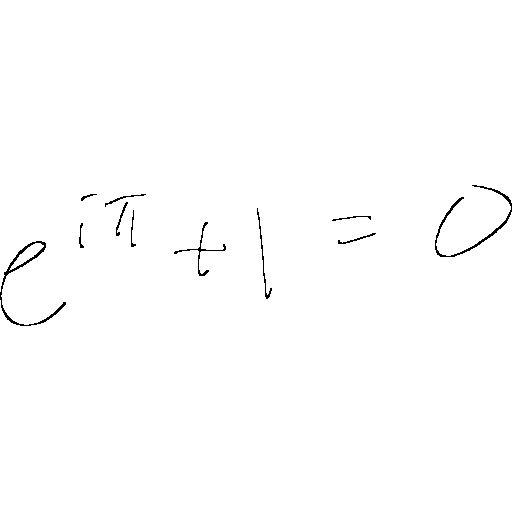 e^{iπ} + 1 = 0